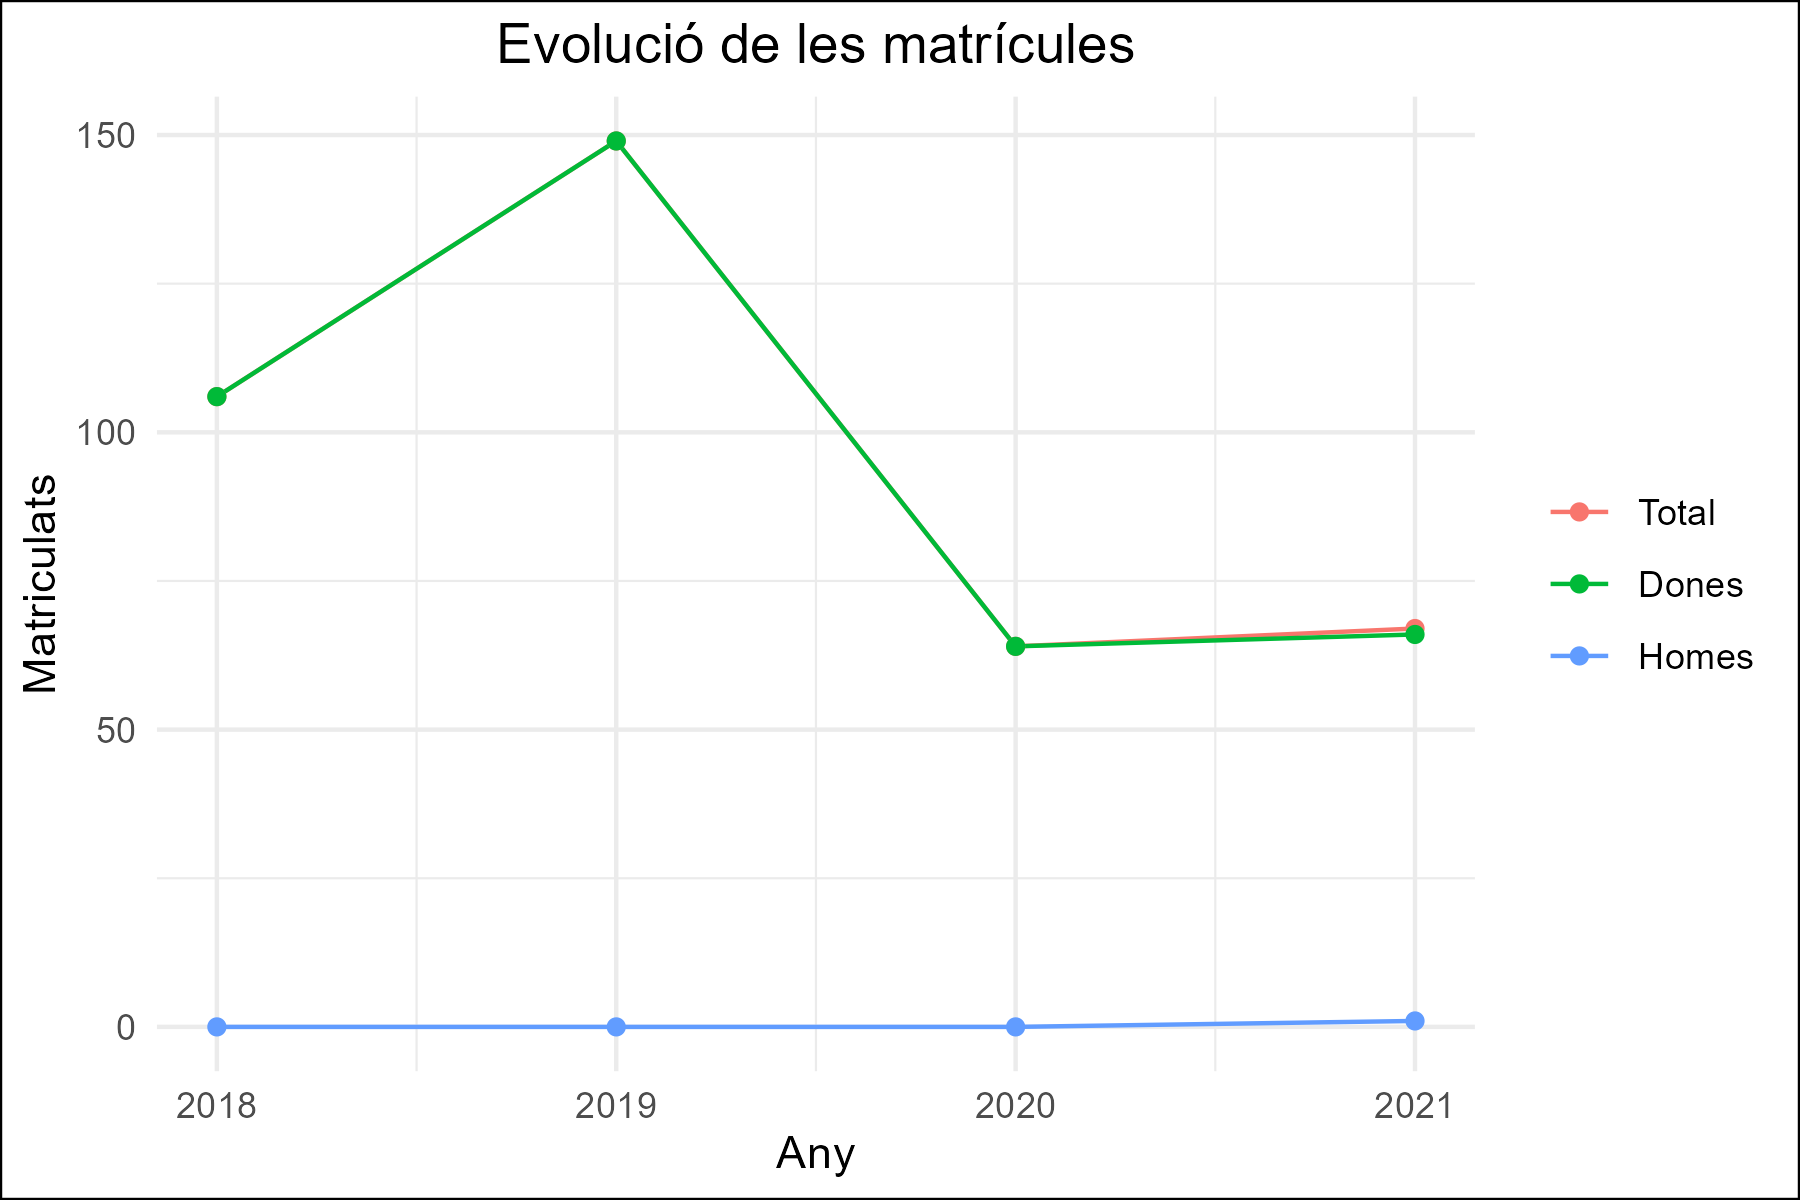 Evolució de les matrícules
150
100
50
0
Matriculats
2018
2019
2020
2021
Any
Total
Dones
Homes